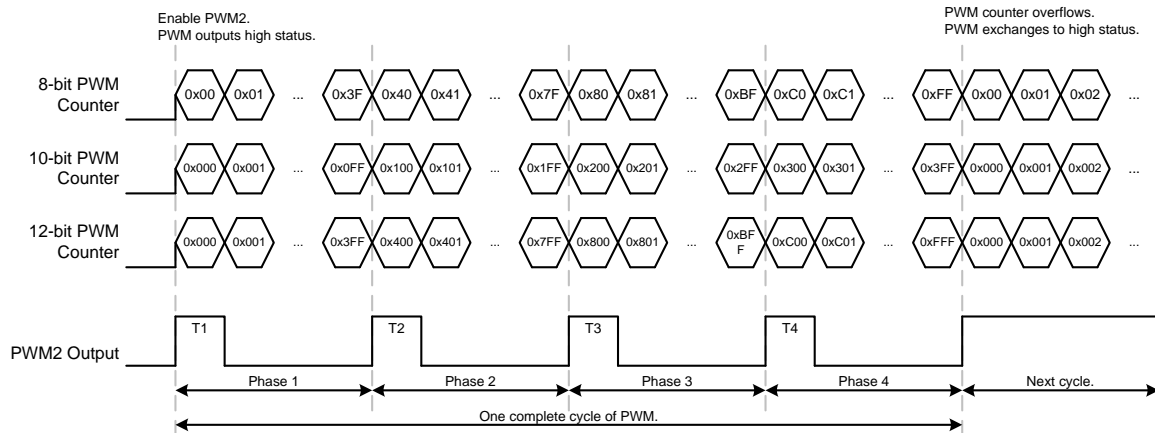 Enable PWM2.
PWM outputs high status.
PWM counter overflows.
PWM exchanges to high status.
8-bit PWM
Counter
0x00 0x01 ... 0x3F 0x40 0x41 ... 0x7F 0x80 0x81 ... 0xBF 0xC0 0xC1 ... 0xFF 0x00 0x01 0x02 ...
10-bit PWM
Counter
0x000 0x001 ... 0x0FF 0x100 0x101 ... 0x1FF 0x200 0x201 ... 0x2FF 0x300 0x301 ... 0x3FF 0x000 0x001 0x002 ...
12-bit PWM
Counter
0x000 0x001 ... 0x3FF 0x400 0x401 ... 0x7FF 0x800 0x801 ... 0xBF
F 0xC00 0xC01 ... 0xFFF 0x000 0x001 0x002 ...
T1 T2 T3 T4
PWM2 Output
Phase 1 Phase 2 Phase 3 Phase 4 Next cycle.
One complete cycle of PWM.